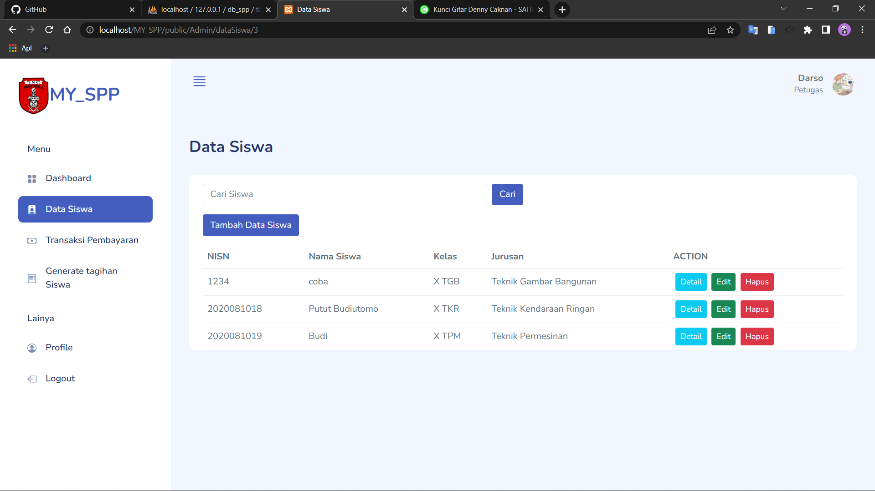 GitHub
localhost / 127.0.0.1 / db_spp / t
Data Siswa
Kunci Gitar Denny Caknan - SA
localhost/MY_SPP/public/Admin/dataSiswa/3
Apl
MY_SPP
Darso
Petugas
Menu
Dashboard
Data Siswa
Transaksi Pembayaran
Generate tagihan
Siswa
Lainya
Profile
Logout
Data Siswa
Cari Siswa
Cari
Tambah Data Siswa
NISN Nama Siswa Kelas Jurusan ACTION
1234 coba X TGB Teknik Gambar Bangunan Detail Edit Hapus
2020081018 Putut Budiutomo X TKR Teknik Kendaraan Ringan Detail Edit Hapus
2020081019 Budi X TPM Teknik Permesinan Detail Edit Hapus